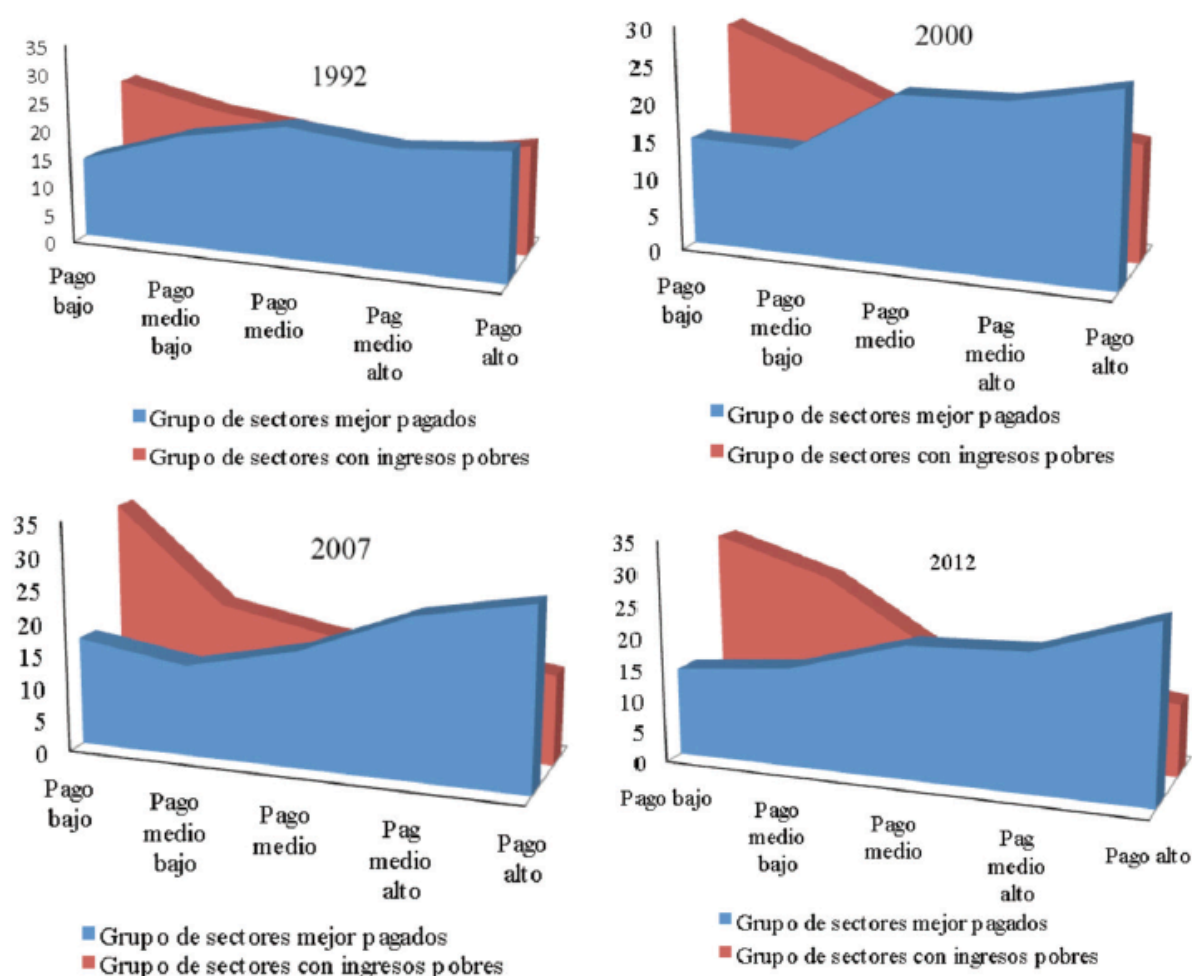 1992
35
30
25
20
15
10
5
0
Pago
bajo
Pago
medio
bajo
Pago
medio
Pag
medio
alto
Pago
alto
Grupo de sectores mejor pagados
Grupo de sectores con ingresos pobres
2000
30
25
20
15
10
5
0
Pago
bajo
Pago
medio
bajo
Pago
medio
Pag
medio
alto
Pago
alto
Grupo de sectores mejor pagados
Grupo de sectores con ingresos pobres
2007
35
30
25
20
15
10
5
0
Pago
bajo
Pago
medio
bajo
Pago
medio
Pag
medio
alto
Pago
alto
Grupo de sectores mejor pagados
Grupo de sectores con ingresos pobres
2012
35
30
25
20
15
10
5
0
Pago bajo
Pago
medio
bajo
Pago
medio
Pag
medio
alto
Pago alto
Grupo de sectores mejor pagados
Grupo de sectores con ingresos pobres